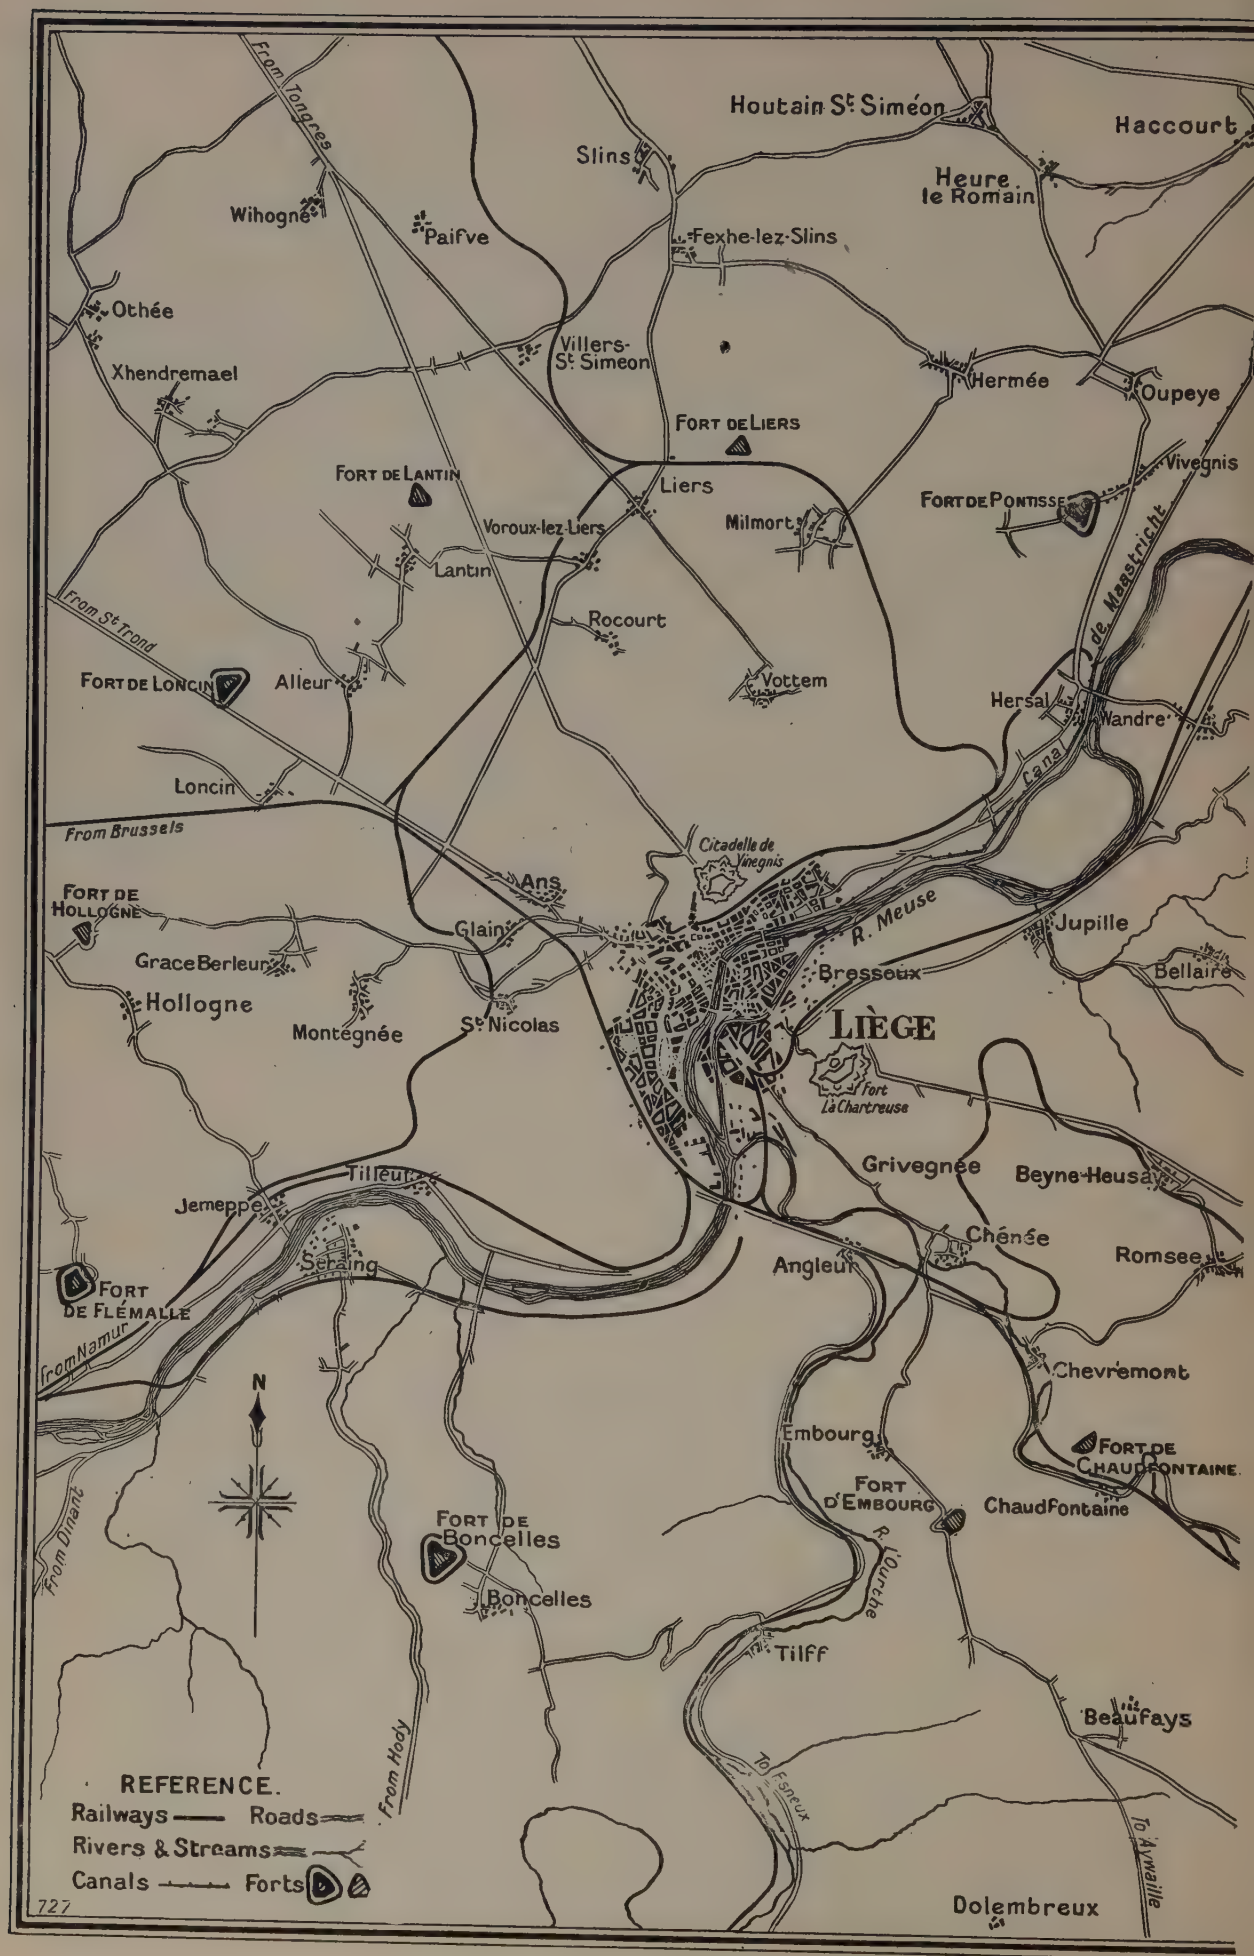 From Tongres
Houtain St. Siméon
Haccourt
Slins
Heure
le Romain
Wihogne
Paifve
Fexhe-lez-Slins
Othée
Villers-
St. Simeon
Xhendremael
Hermée
Oupeye
FORT DE LIERS
Vivegnis
FORT DE LANTIN
Liers
FORT DE PONTISSE
Voroux-lez-Liers
Milmort
Lantin
Canal de Maastricht
From St Trond
Rocourt
FORT DE LONCIN
Alleur
Vottem
Hersal
Wandre
Loncin
From Brussels
Citadelle de
Vinegnis
FORT DE
HOLLOGNE
Ans
Glain
R. Meuse
Jupille
Grace Berleur
Bressoux
Bellaire
Hollogne
Montegnée
St. Nicolas
LIÈGE
Fort
La Chartreuse
Tilleur
Grivegnée
Beyne-Heusay
Jemeppe
Chênée
Seraing
Angleur
Romsee
FORT
DE FLÉMALLE
from Namur
Chevremont
N
Embourg
FORT DE
CHAUDFONTAINE.
FORT
D'EMBOURG
Chaudfontaine
From Dinant
FORT DE
Boncelles
R. l'Ourthe
Boncelles
Tilff
Beaufays
From Hody
To Esneux
REFERENCE.
Railways Roads
Rivers & Streams
Canals Forts
To Aywaille
727
Dolembreux